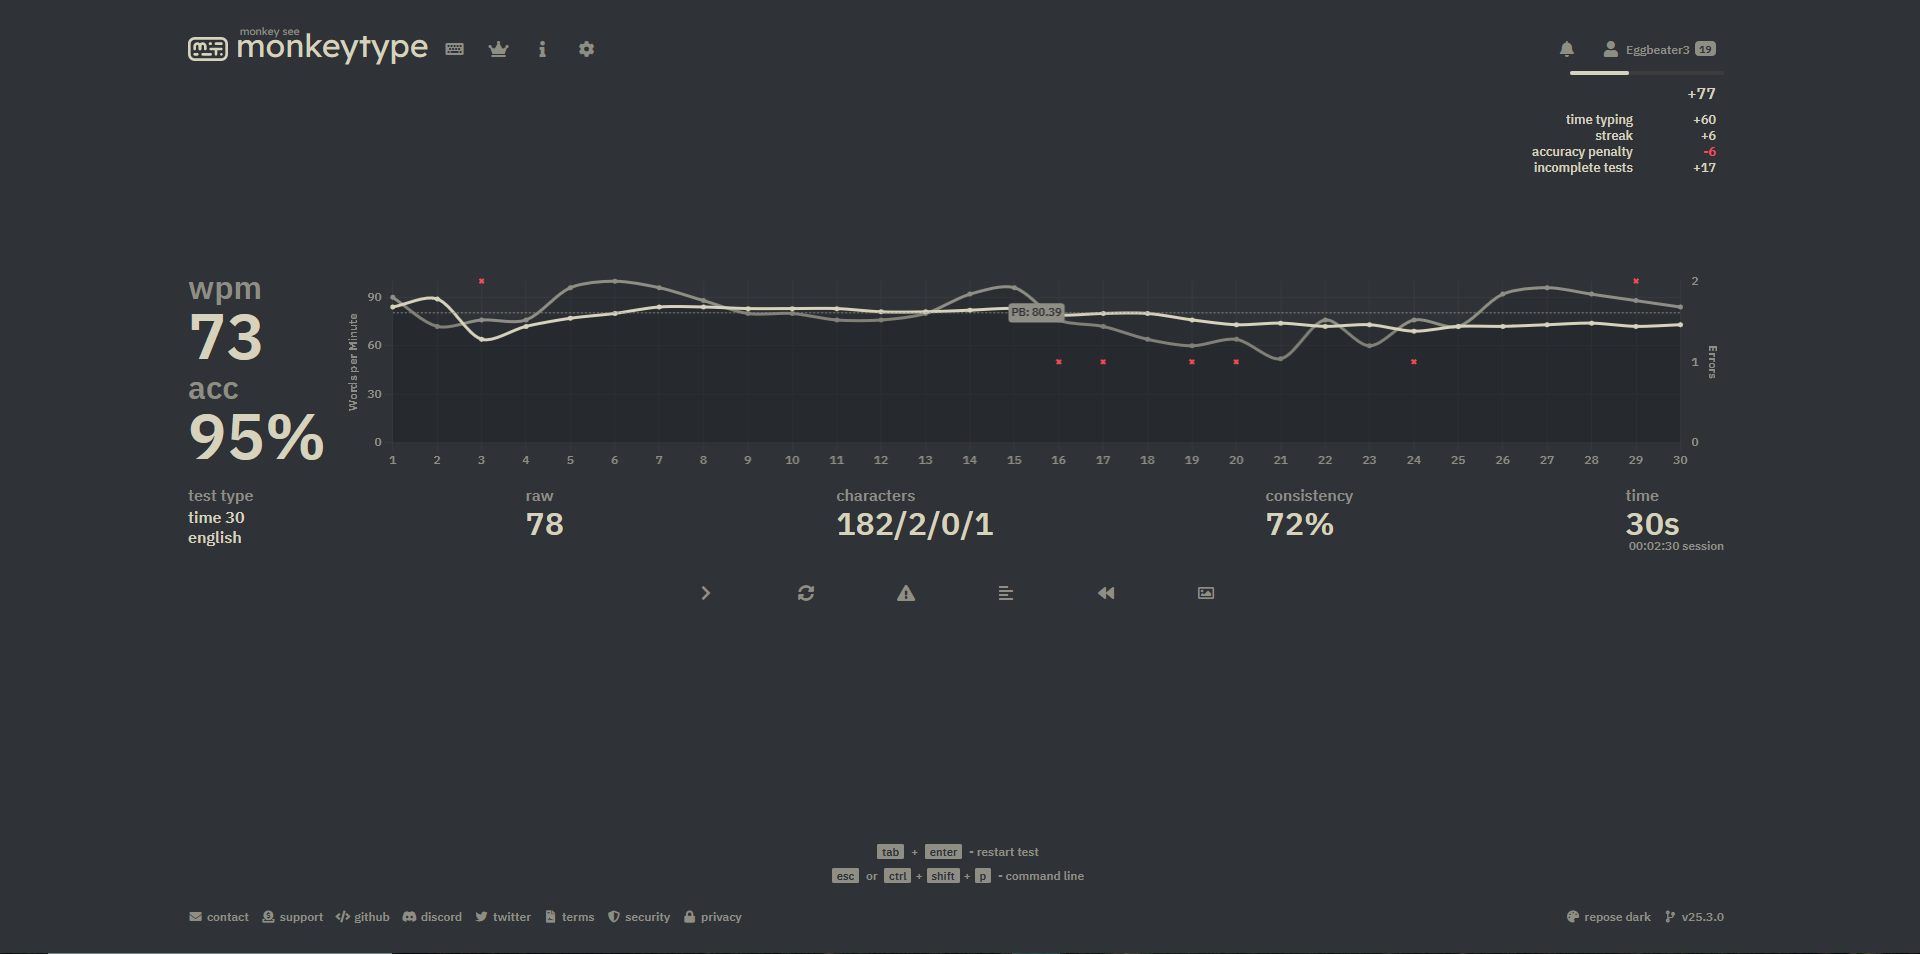 monkey see
monkeytype
Eggbeater3 19
+77
time typing +60
streak +6
accuracy penalty -6
incomplete tests +17
wpm
73
acc
95%
Words per Minute
90
60
30
0
PB: 80.39
2
1
0
Errors
1 2 3 4 5 6 7 8 9 10 11 12 13 14 15 16 17 18 19 20 21 22 23 24 25 26 27 28 29 30
test type
time 30
english
raw
78
characters
182/2/0/1
consistency
72%
time
30s
00:02:30 session
tab + enter - restart test
esc or ctrl + shift + p - command line
contact support github discord twitter terms security privacy
repose dark v25.3.0